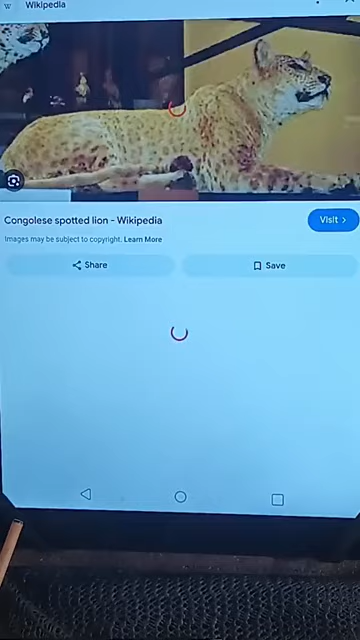 W Wikipedia
Congolese spotted lion - Wikipedia
Visit >
Images may be subject to copyright. Learn More
Share
Save